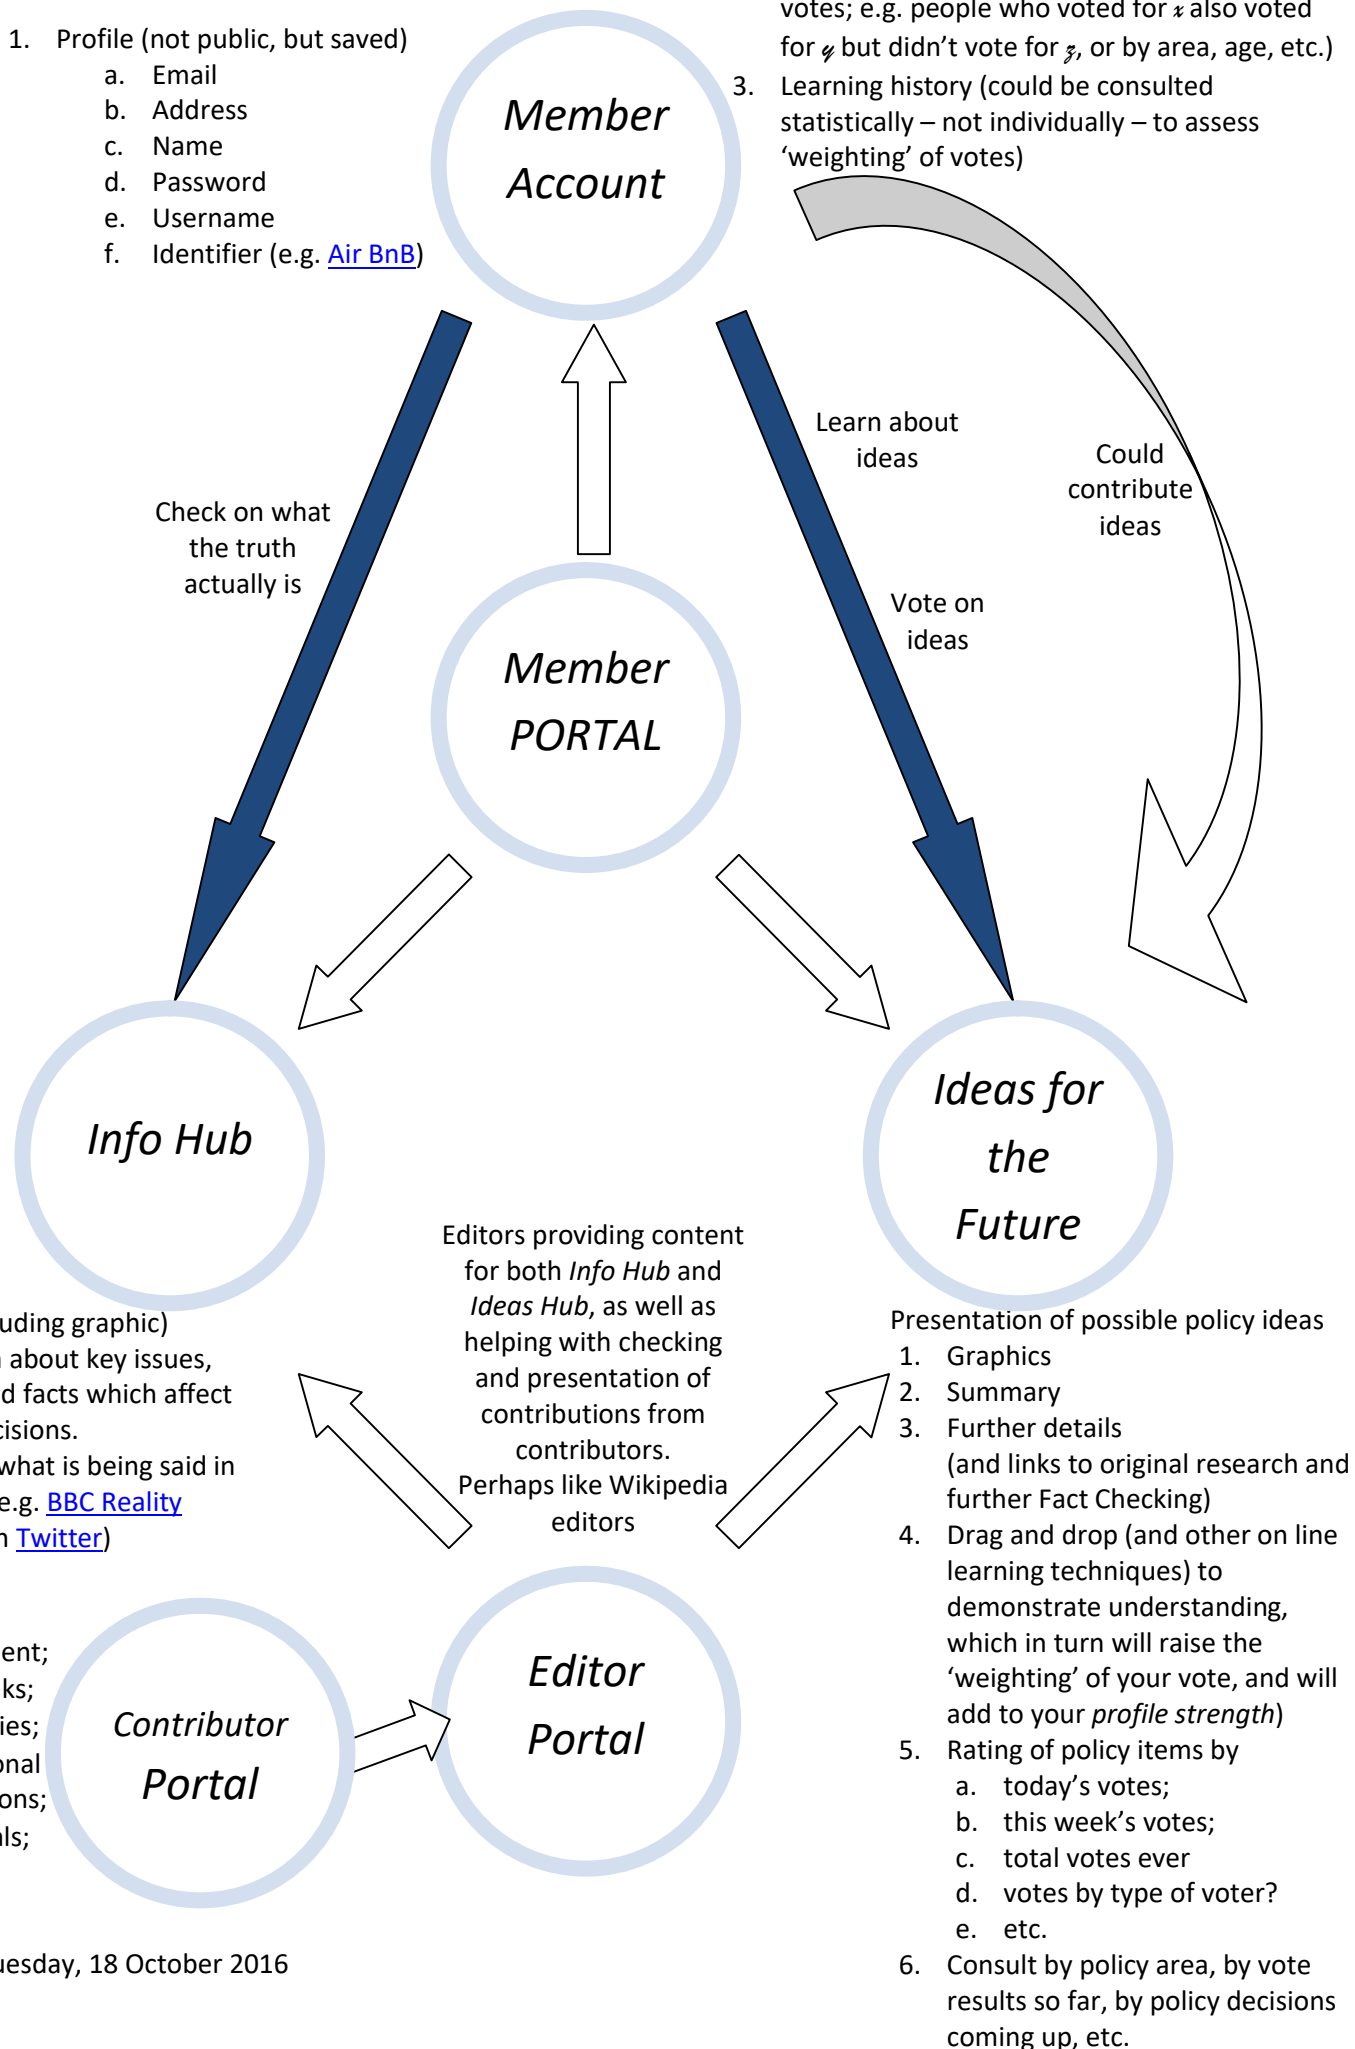 votes; e.g. people who voted for x also voted
for y but didn't vote for z, or by area, age, etc.)
3. Learning history (could be consulted
statistically – not individually – to assess
'weighting' of votes)
1. Profile (not public, but saved)
a. Email
b. Address
c. Name
d. Password
e. Username
f. Identifier (e.g. Air BnB)
Member
Account
Learn about
ideas
Could
contribute
ideas
Check on what
the truth
actually is
Vote on
ideas
Member
PORTAL
Info Hub
Ideas for
the
Future
Editors providing content
for both Info Hub and
Ideas Hub, as well as
helping with checking
and presentation of
contributions from
contributors.
Perhaps like Wikipedia
editors
uding graphic)
about key issues,
d facts which affect
cisions.
what is being said in
e.g. BBC Reality
n Twitter)
Presentation of possible policy ideas
1. Graphics
2. Summary
3. Further details
(and links to original research and
further Fact Checking)
4. Drag and drop (and other on line
learning techniques) to
demonstrate understanding,
which in turn will raise the
'weighting' of your vote, and will
add to your profile strength)
5. Rating of policy items by
a. today's votes;
b. this week's votes;
c. total votes ever
d. votes by type of voter?
e. etc.
6. Consult by policy area, by vote
results so far, by policy decisions
coming up, etc.
ent;
ks;
ies;
onal
ons;
als;
Contributor
Portal
Editor
Portal
uesday, 18 October 2016